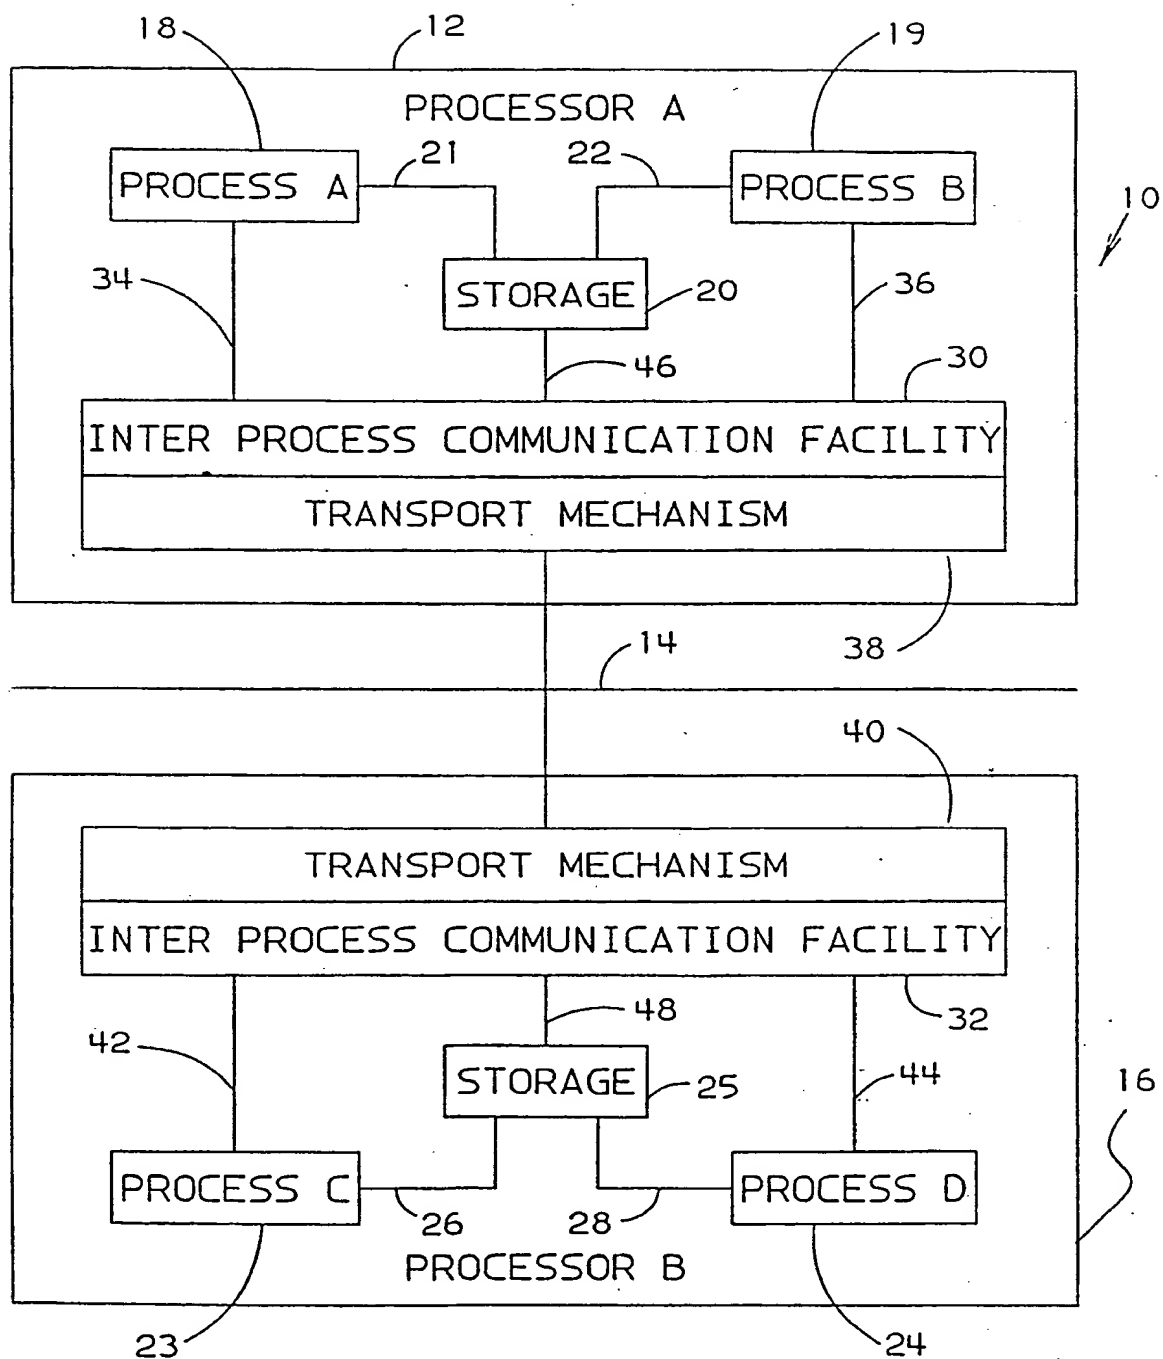 18
12
19
PROCESSOR A
21
22
PROCESS A
PROCESS B
10
34
STORAGE
20
36
46
30
INTER PROCESS COMMUNICATION FACILITY
TRANSPORT MECHANISM
38
14
40
TRANSPORT MECHANISM
INTER PROCESS COMMUNICATION FACILITY
48
32
42
STORAGE
25
44
16
PROCESS C
PROCESS D
26
28
PROCESSOR B
23
24